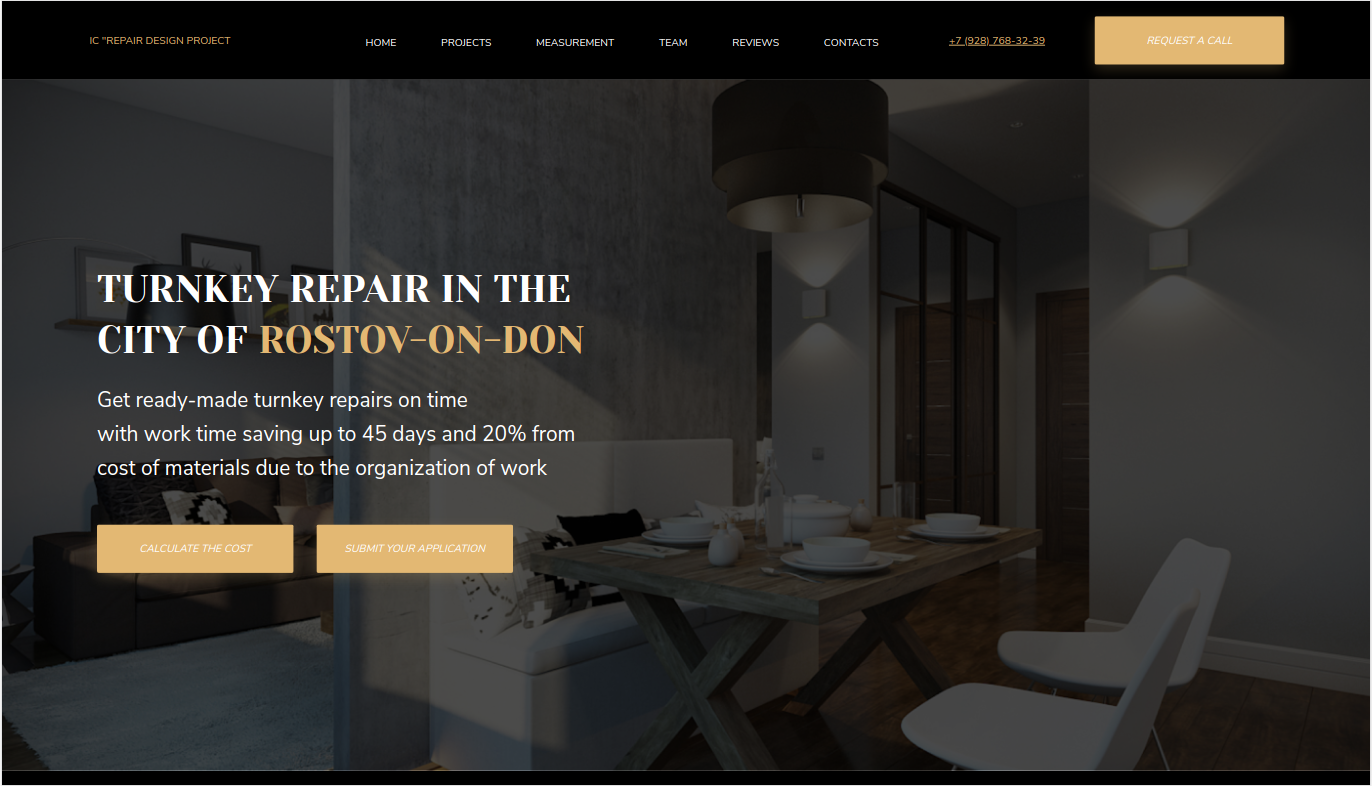 IC "REPAIR DESIGN PROJECT
HOME
PROJECTS
MEASUREMENT
TEAM
REVIEWS
CONTACTS
+7 (928) 768-32-39
REQUEST A CALL
TURNKEY REPAIR IN THE
CITY OF ROSTOV-ON-DON
Get ready-made turnkey repairs on time
with work time saving up to 45 days and 20% from
cost of materials due to the organization of work
CALCULATE THE COST
SUBMIT YOUR APPLICATION